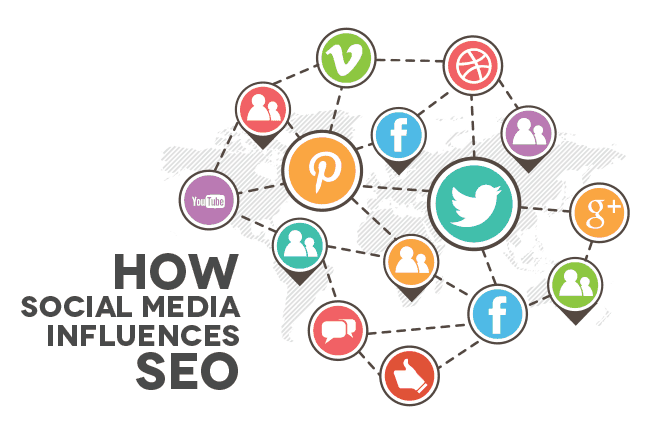 YouTube
g+
HOW
SOCIAL MEDIA
INFLUENCES
SEO